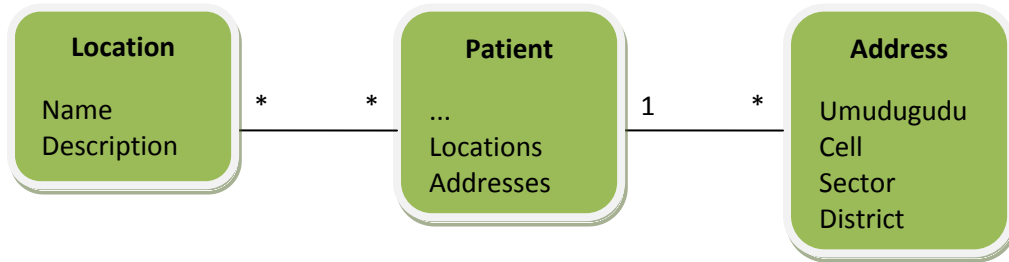 Location
Name
Description
*
*
Patient
...
Locations
Addresses
1
*
Address
Umudugudu
Cell
Sector
District